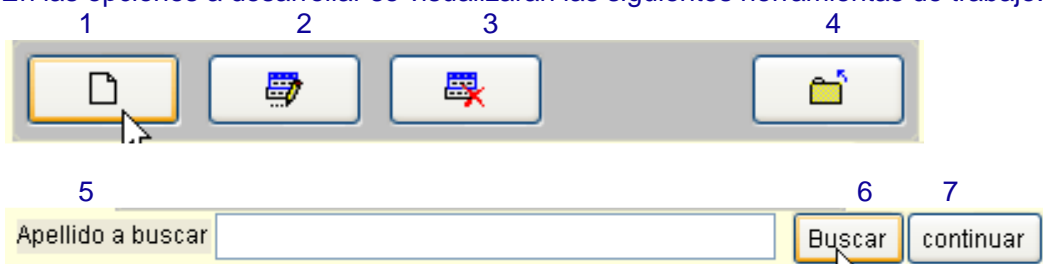 En las opciones a desarrollar se visualizarán las siguientes herramientas de trabajo:
1 2 3 4
5 6 7
Apellido a buscar Buscar continuar